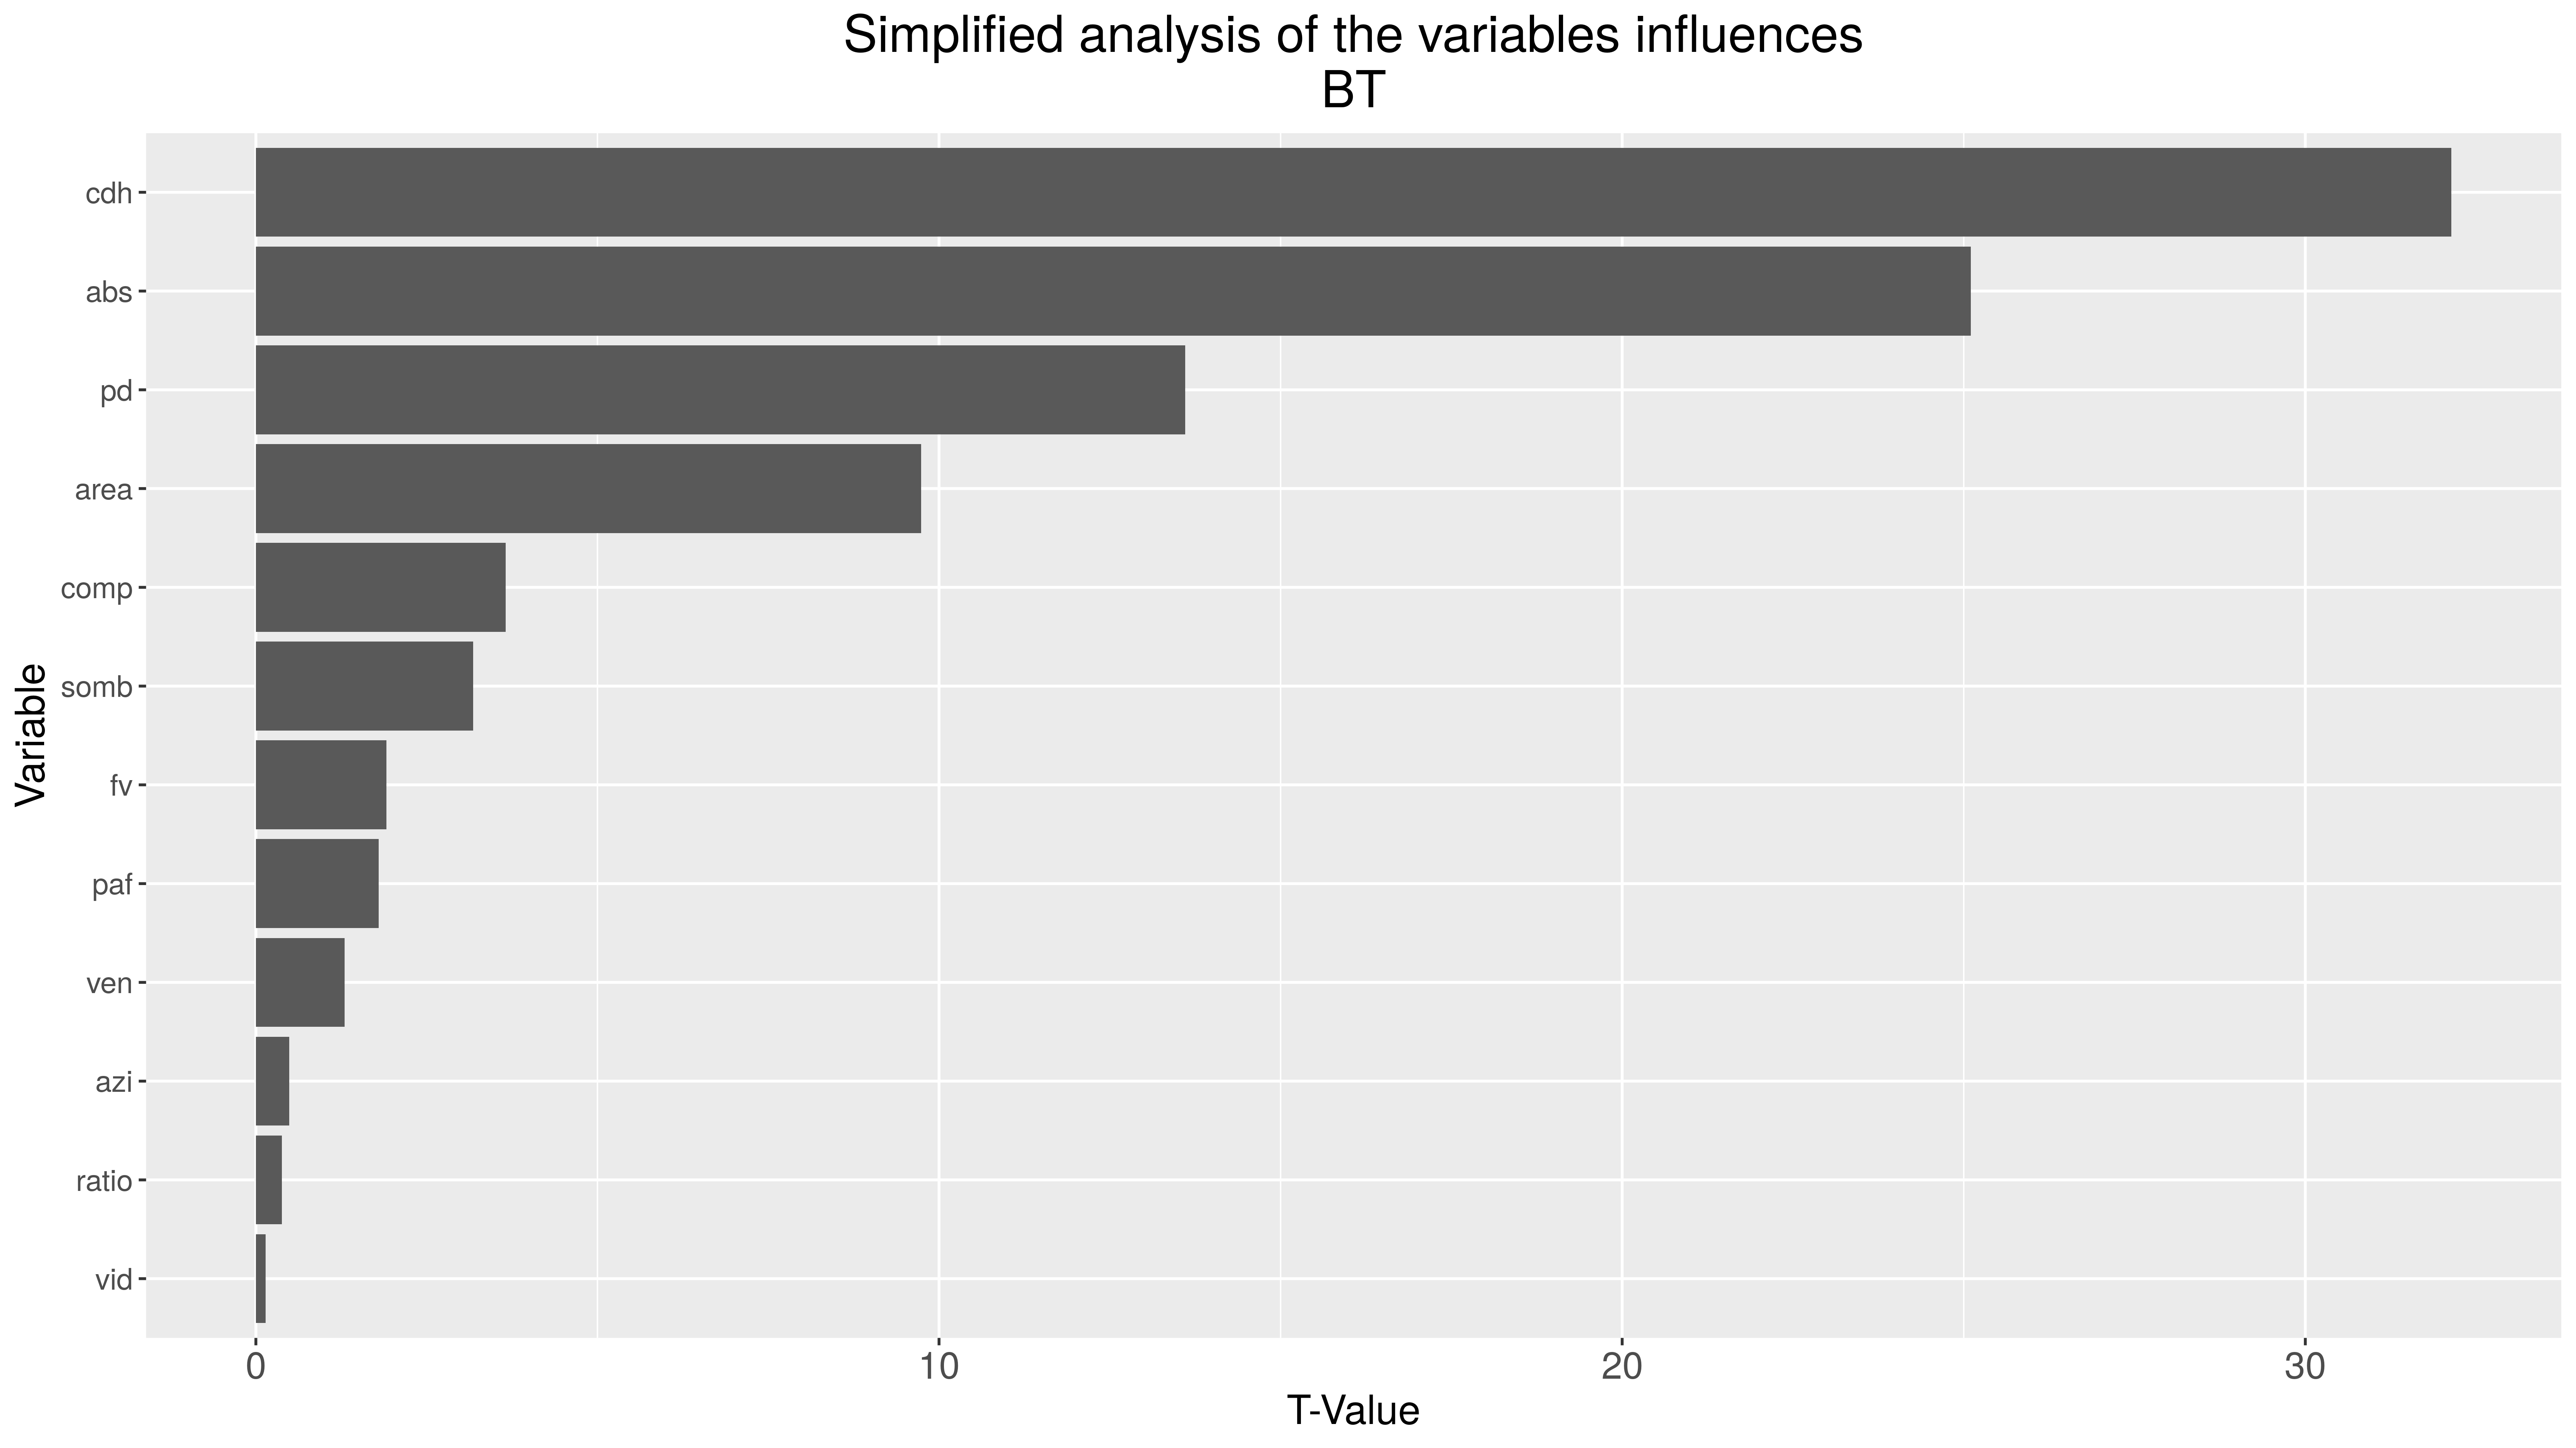 Simplified analysis of the variables influences
BT
Variable
cdh
abs
pd
area
comp
somb
fv
paf
ven
azi
ratio
vid
0 10 20 30
T-Value